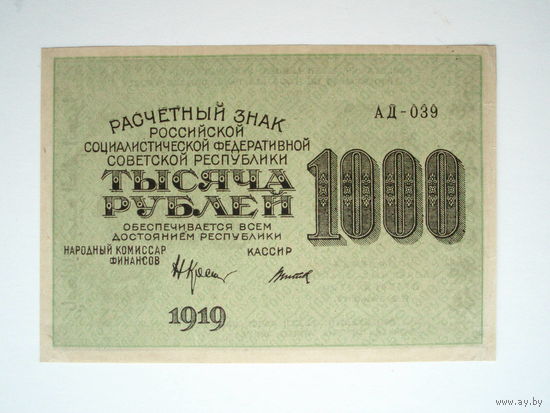 АД-039
РАСЧЕТНЫЙ ЗНАК
РОССИЙСКОЙ
СОЦИАЛИСТИЧЕСКОЙ ФЕДЕРАТИВНОЙ
СОВЕТСКОЙ РЕСПУБЛИКИ
ТЫСЯЧА
РУБЛЕЙ
1000
ОБЕСПЕЧИВАЕТСЯ ВСЕМ
ДОСТОЯНИЕМ РЕСПУБЛИКИ
НАРОДНЫЙ КОМИССАР
ФИНАНСОВ
КАССИР
1919
www.ay.by